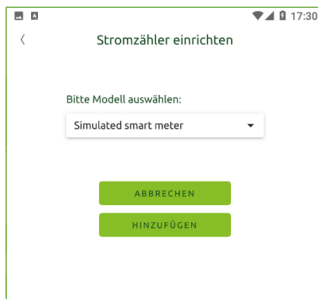 17:30
Stromzähler einrichten
Bitte Modell auswählen:
Simulated smart meter
ABBRECHEN
HINZUFÜGEN